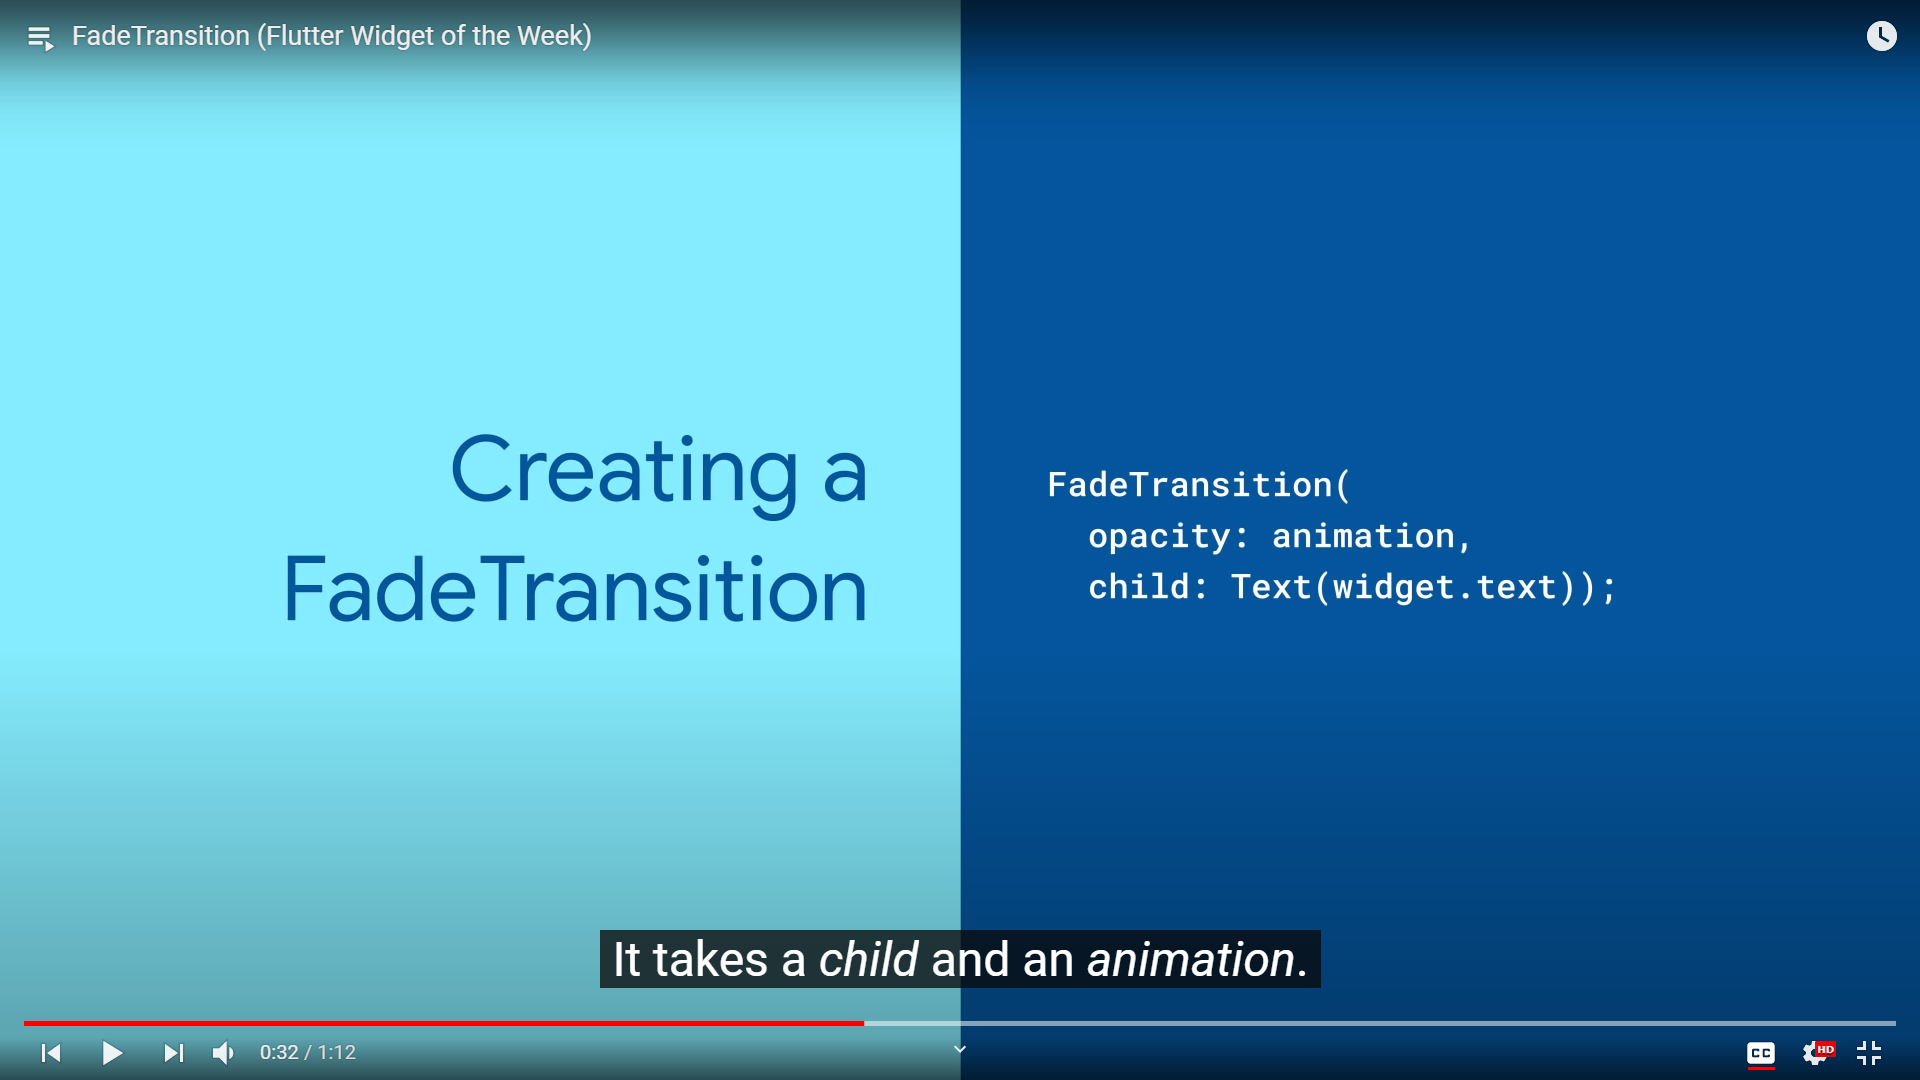 FadeTransition (Flutter Widget of the Week)
Creating a
FadeTransition
FadeTransition(
  opacity: animation,
  child: Text(widget.text));
It takes a child and an animation.
0:32 / 1:12
CC
HD